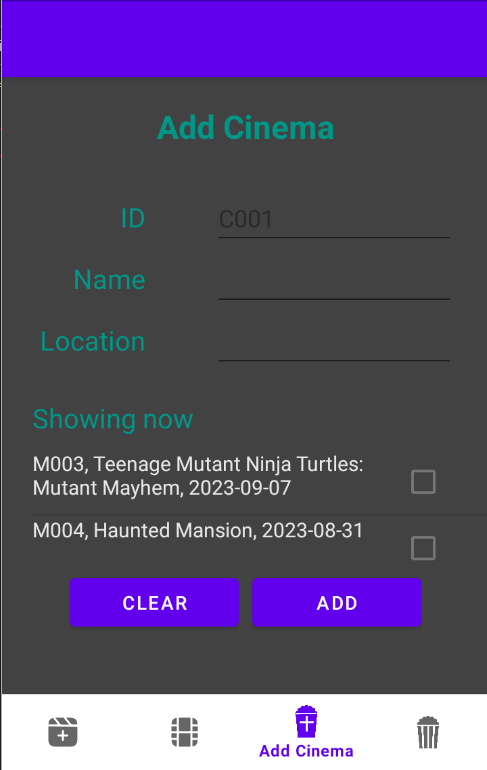 Add Cinema
ID
C001
Name
Location
Showing now
M003, Teenage Mutant Ninja Turtles:
Mutant Mayhem, 2023-09-07
M004, Haunted Mansion, 2023-08-31
CLEAR
ADD
Add Cinema